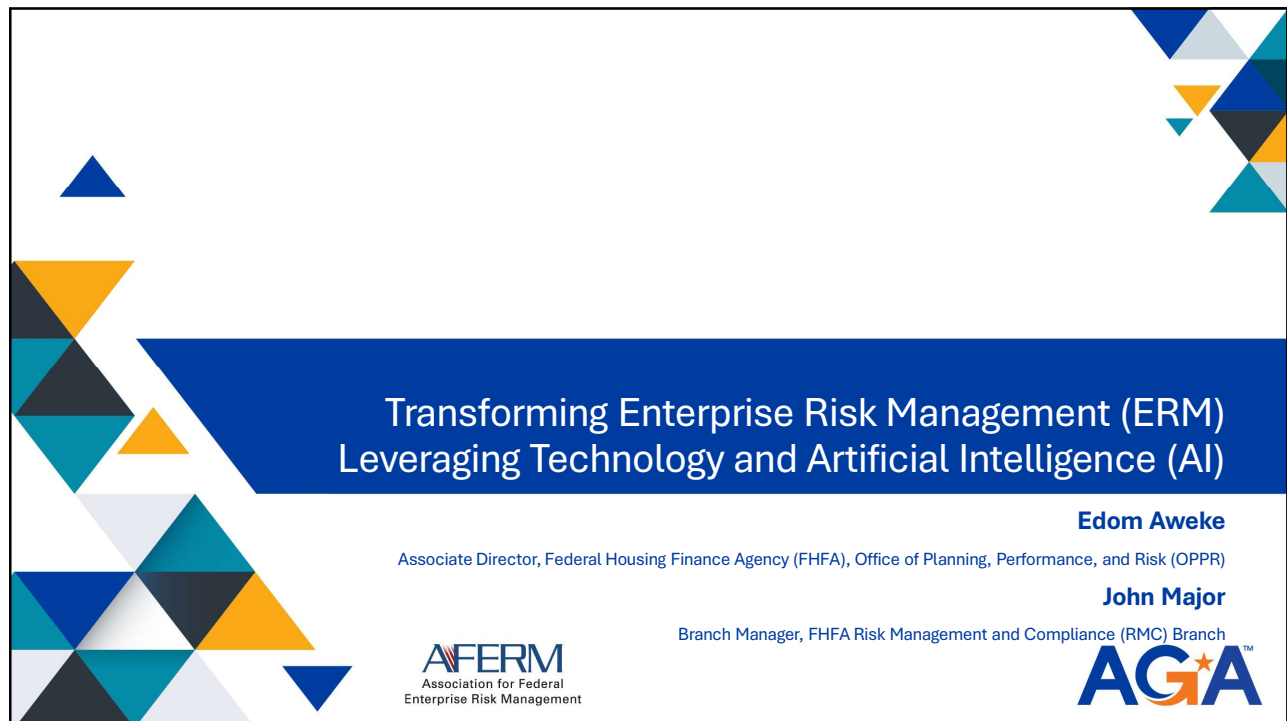 Transforming Enterprise Risk Management (ERM)
Leveraging Technology and Artificial Intelligence (AI)
Edom Aweke
Associate Director, Federal Housing Finance Agency (FHFA), Office of Planning, Performance, and Risk (OPPR)
John Major
Branch Manager, FHFA Risk Management and Compliance (RMC) Branch
AFERM
Association for Federal
Enterprise Risk Management
AGA™